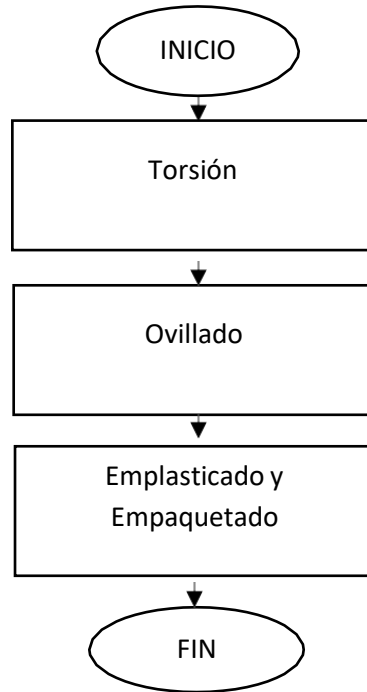 INICIO
Torsión
Ovillado
Emplasticado y
Empaquetado
FIN